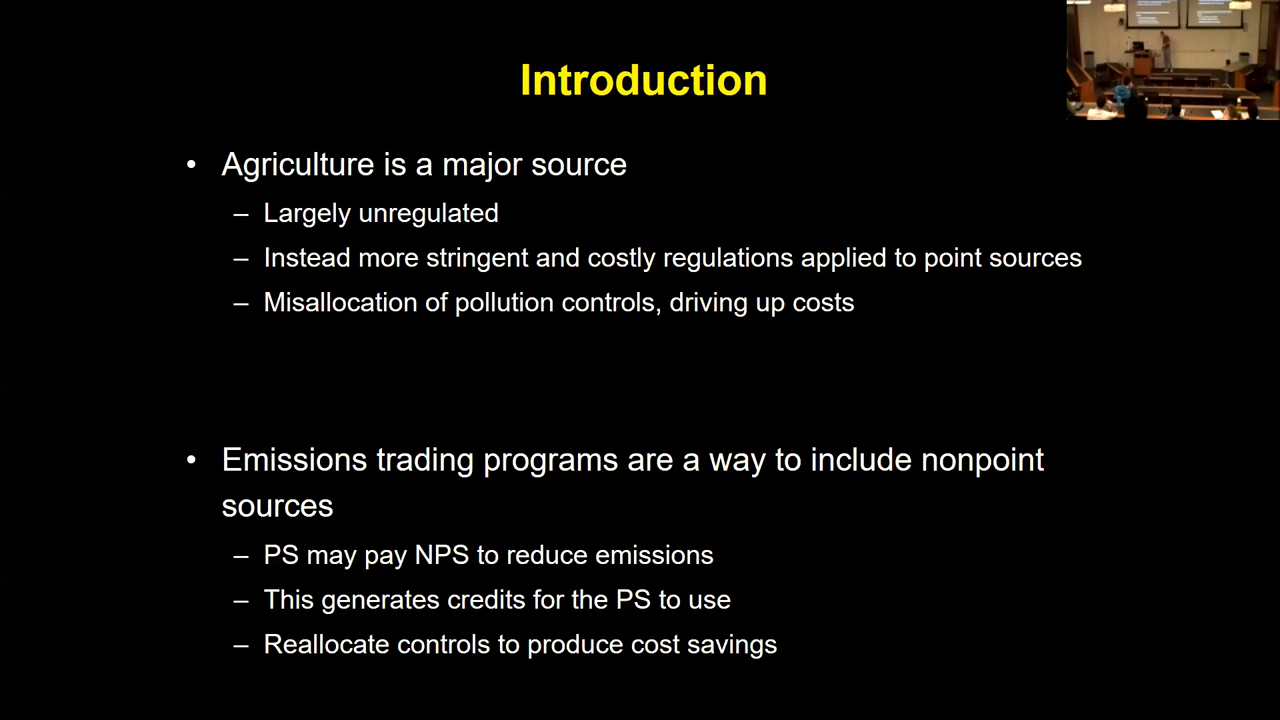 Introduction
• Agriculture is a major source
– Largely unregulated
– Instead more stringent and costly regulations applied to point sources
– Misallocation of pollution controls, driving up costs
• Emissions trading programs are a way to include nonpoint
sources
– PS may pay NPS to reduce emissions
– This generates credits for the PS to use
– Reallocate controls to produce cost savings